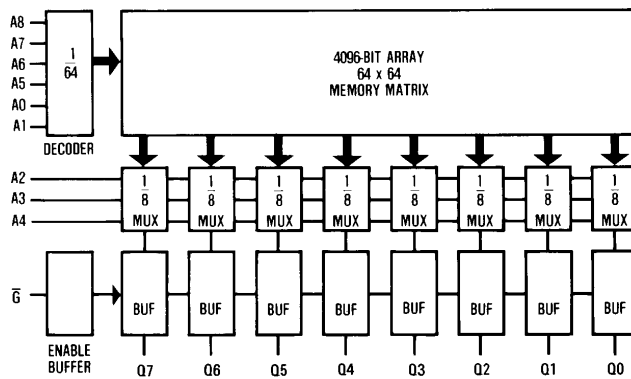 A8
A7
A6
A5
A0
A1
1
64
DECODER
4096-BIT ARRAY
64 x 64
MEMORY MATRIX
A2
A3
A4
1 1 1 1 1 1 1 1
8 8 8 8 8 8 8 8
MUX MUX MUX MUX MUX MUX MUX MUX
G̅
BUF BUF BUF BUF BUF BUF BUF BUF
ENABLE
BUFFER
Q7 Q6 Q5 Q4 Q3 Q2 Q1 Q0